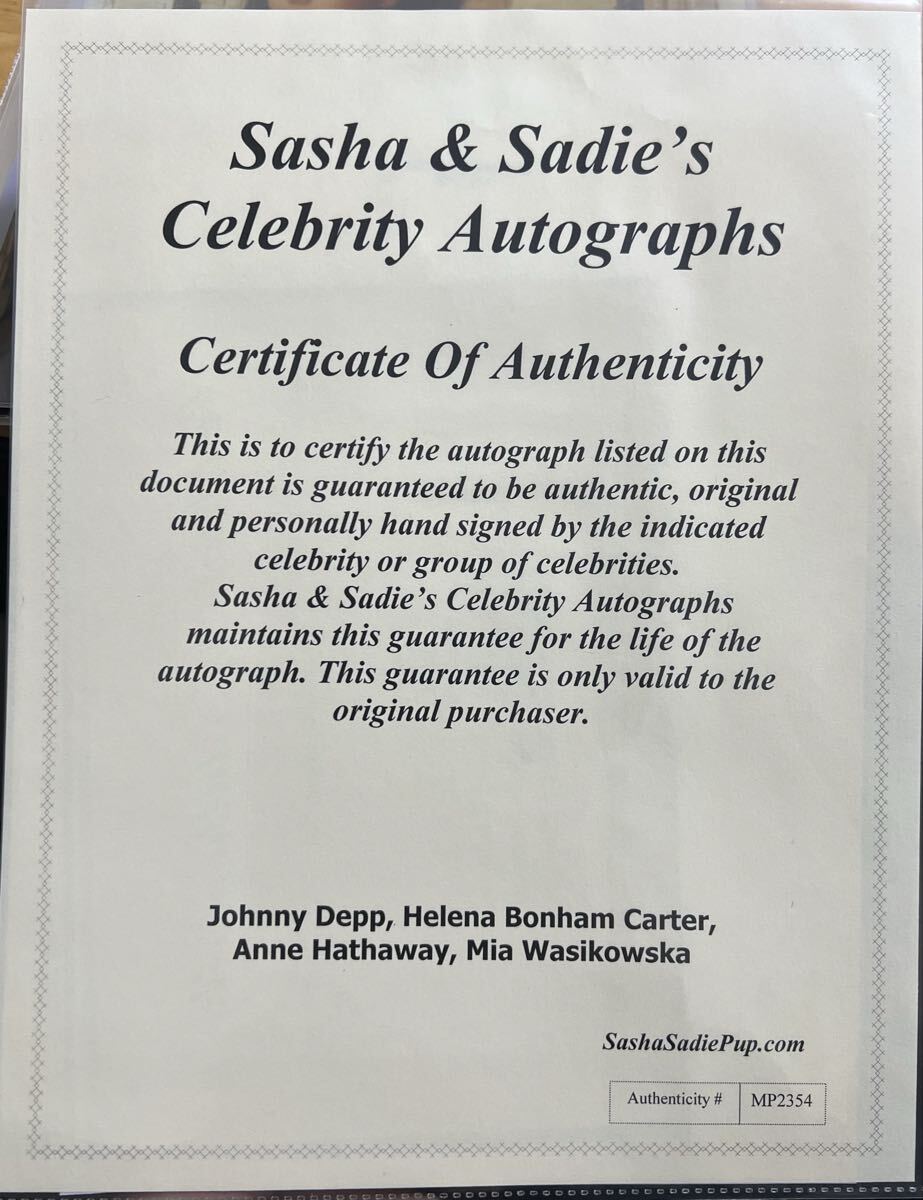 Sasha & Sadie's
Celebrity Autographs
Certificate Of Authenticity
This is to certify the autograph listed on this
document is guaranteed to be authentic, original
and personally hand signed by the indicated
celebrity or group of celebrities.
Sasha & Sadie's Celebrity Autographs
maintains this guarantee for the life of the
autograph. This guarantee is only valid to the
original purchaser.
Johnny Depp, Helena Bonham Carter,
Anne Hathaway, Mia Wasikowska
SashaSadiePup.com
Authenticity # MP2354